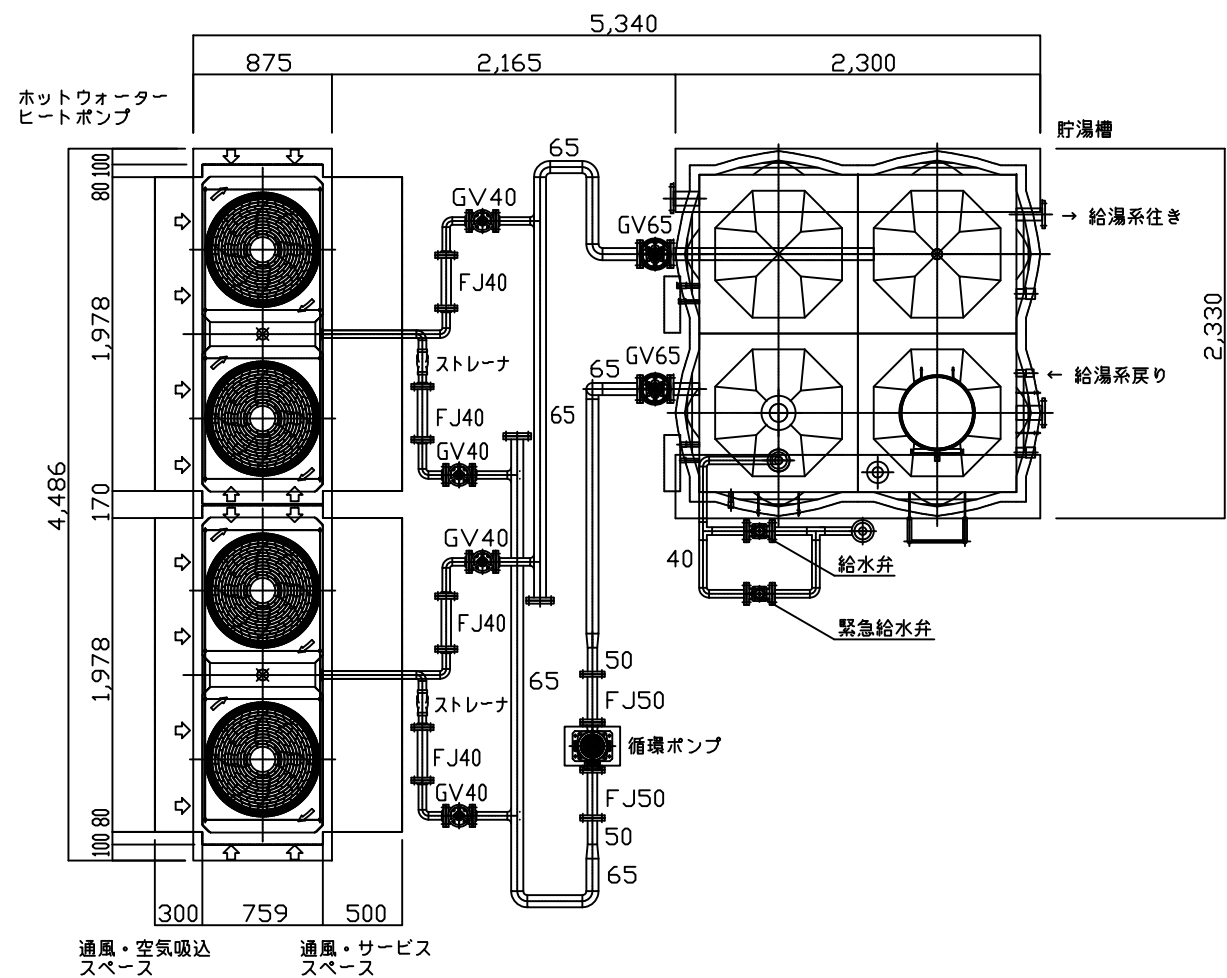 5,340
875
2,165
2,300
ホットウォーター
ヒートポンプ
貯湯槽
65
GV40
GV65
→ 給湯系往き
FJ40
100
80
1,978
2,330
ストレーナ
65
GV65
← 給湯系戻り
FJ40
65
GV40
4,486
170
GV40
40
給水弁
FJ40
緊急給水弁
1,978
65
50
ストレーナ
FJ50
循環ポンプ
FJ40
GV40
FJ50
80
100
50
65
300
759
500
通風・空気吸込
スペース
通風・サービス
スペース